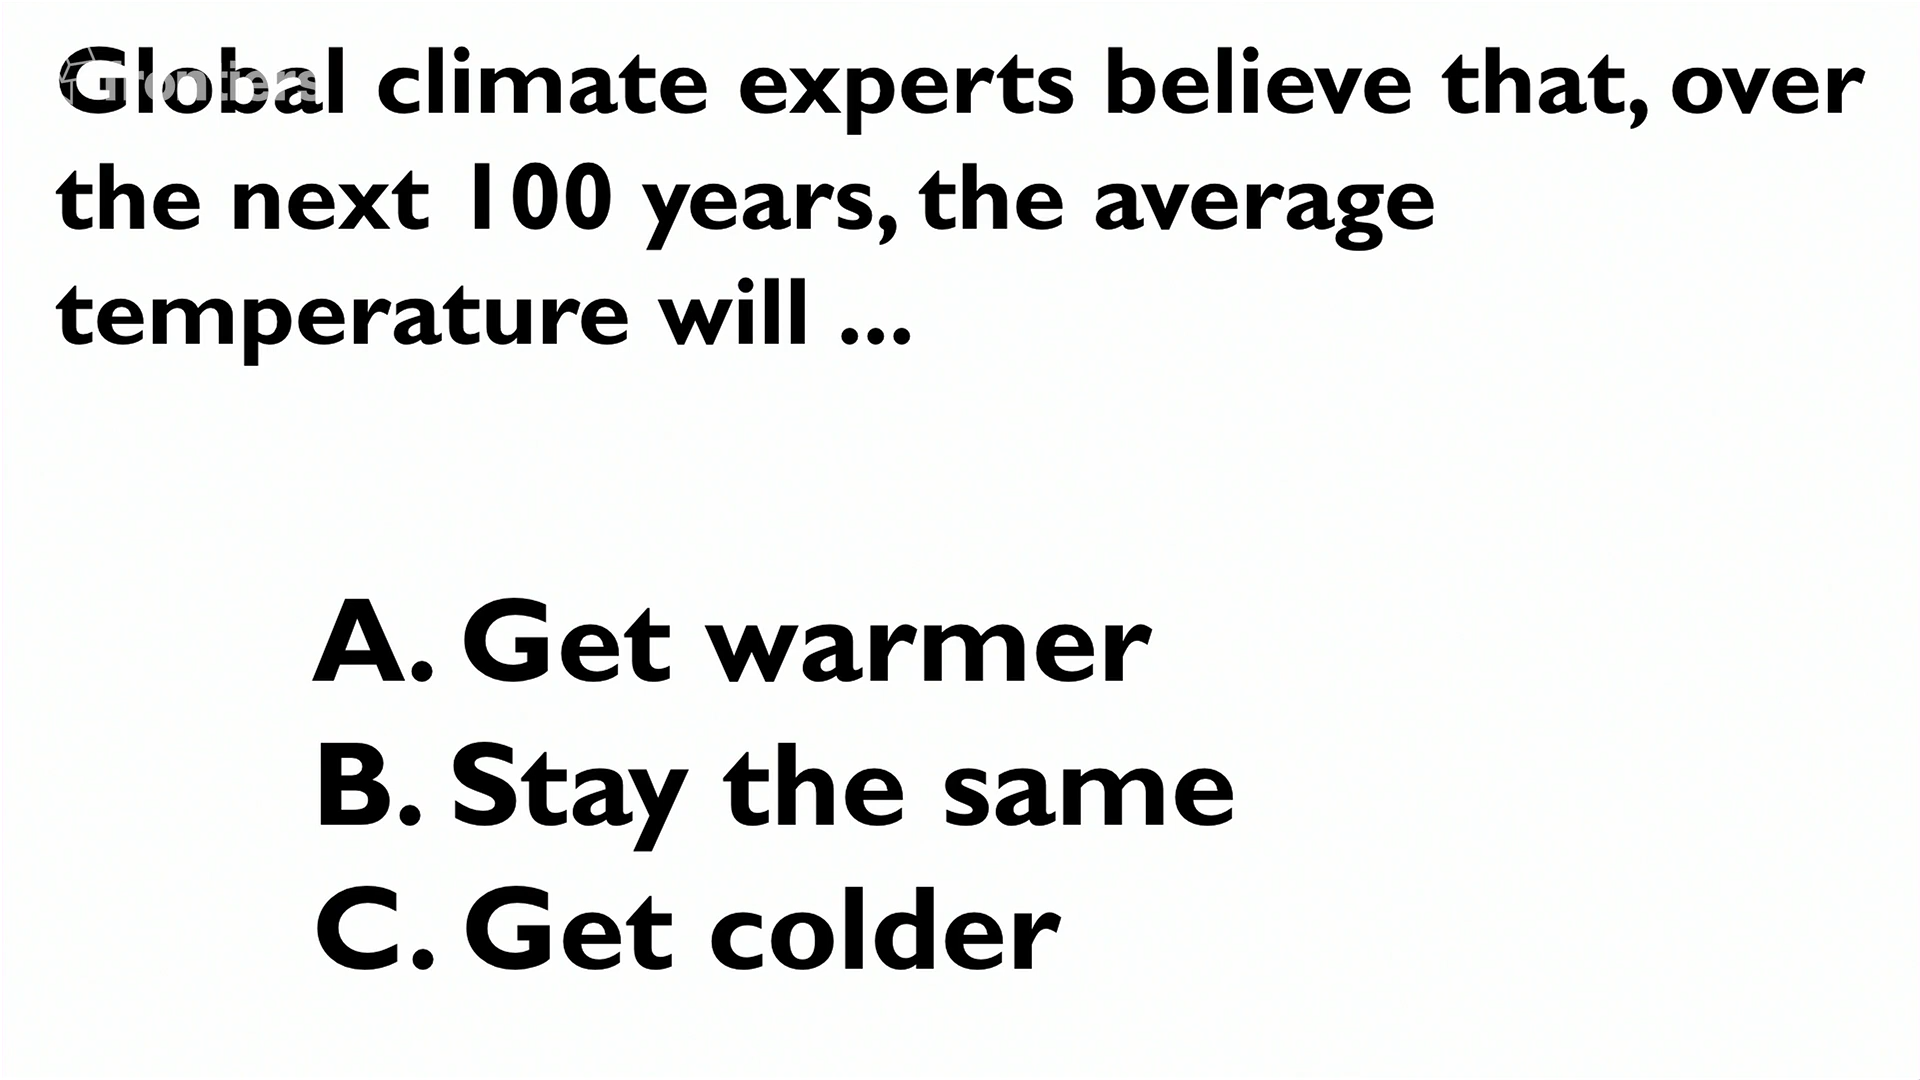 Global climate experts believe that, over
the next 100 years, the average
temperature will ...
frontiers
A. Get warmer
B. Stay the same
C. Get colder